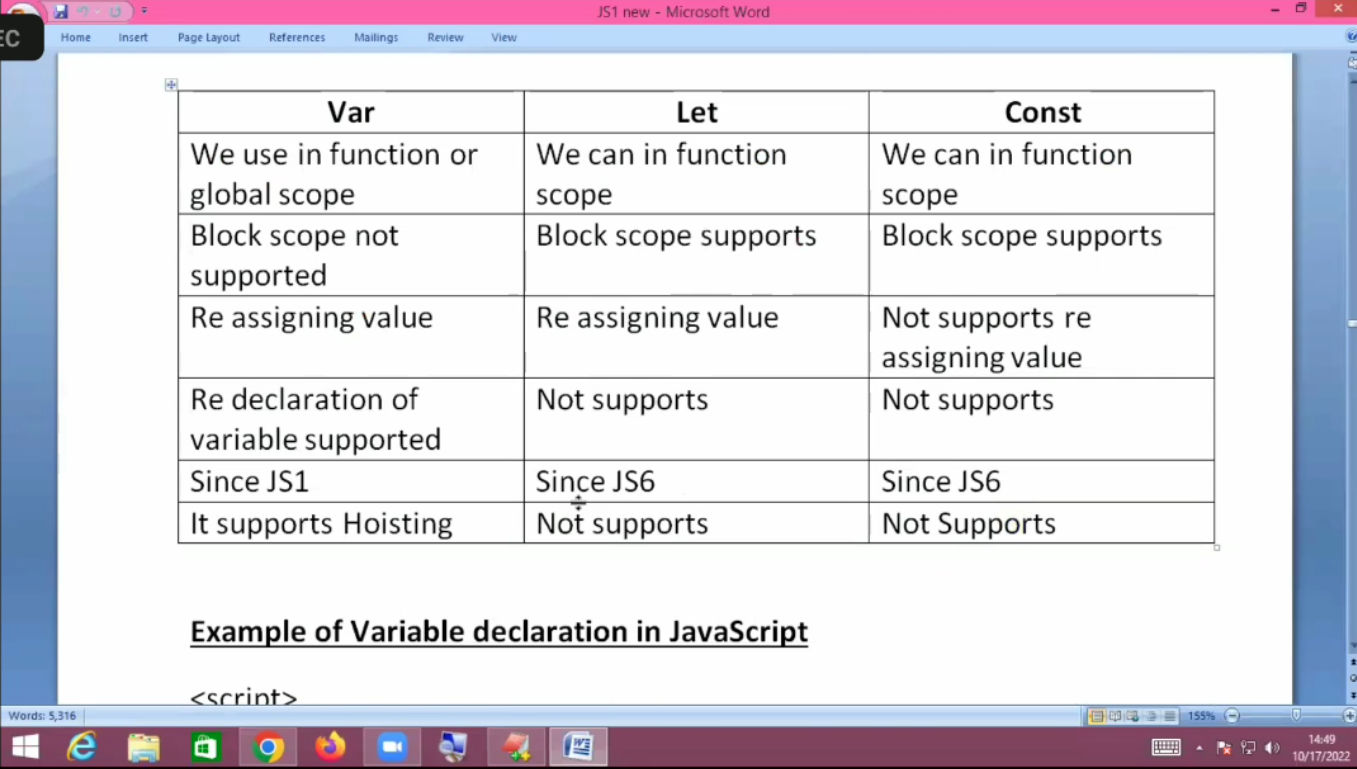 JS1 new - Microsoft Word
EC
Home Insert Page Layout References Mailings Review View
Var Let Const
We use in function or We can in function We can in function
global scope scope scope
Block scope not Block scope supports Block scope supports
supported
Re assigning value Re assigning value Not supports re
assigning value
Re declaration of Not supports Not supports
variable supported
Since JS1 Since JS6 Since JS6
It supports Hoisting Not supports Not Supports
Example of Variable declaration in JavaScript
<script>
Words: 5,316 155%
14:49
10/17/2022